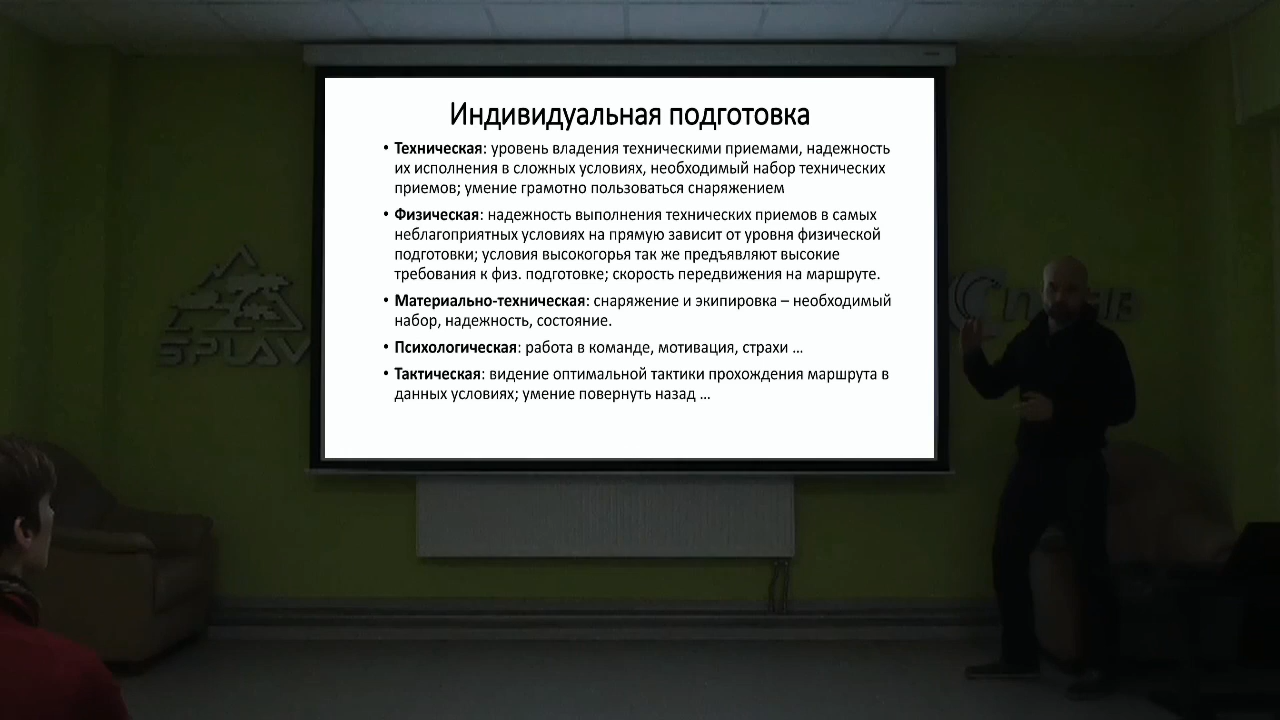 Индивидуальная подготовка
• Техническая: уровень владения техническими приемами, надежность
их исполнения в сложных условиях, необходимый набор технических
приемов; умение грамотно пользоваться снаряжением
• Физическая: надежность выполнения технических приемов в самых
неблагоприятных условиях на прямую зависит от уровня физической
подготовки; условия высокогорья так же предъявляют высокие
требования к физ. подготовке; скорость передвижения на маршруте.
• Материально-техническая: снаряжение и экипировка – необходимый
набор, надежность, состояние.
• Психологическая: работа в команде, мотивация, страхи ...
• Тактическая: видение оптимальной тактики прохождения маршрута в
данных условиях; умение повернуть назад ...
SPLAV